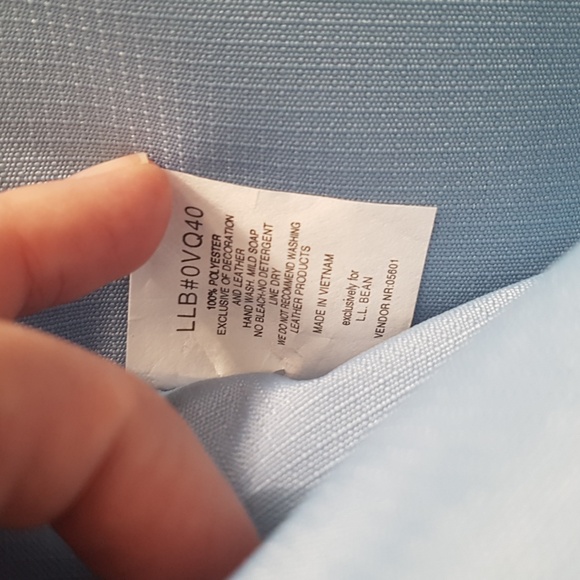 LLB#0VQ40
100% POLYESTER
EXCLUSIVE OF DECORATION
AND LEATHER
HAND WASH, MILD SOAP
NO BLEACH-NO DETERGENT
LINE DRY
WE DO NOT RECOMMEND WASHING
LEATHER PRODUCTS
MADE IN VIETNAM
exclusively for
L.L. BEAN
VENDOR NR:05601